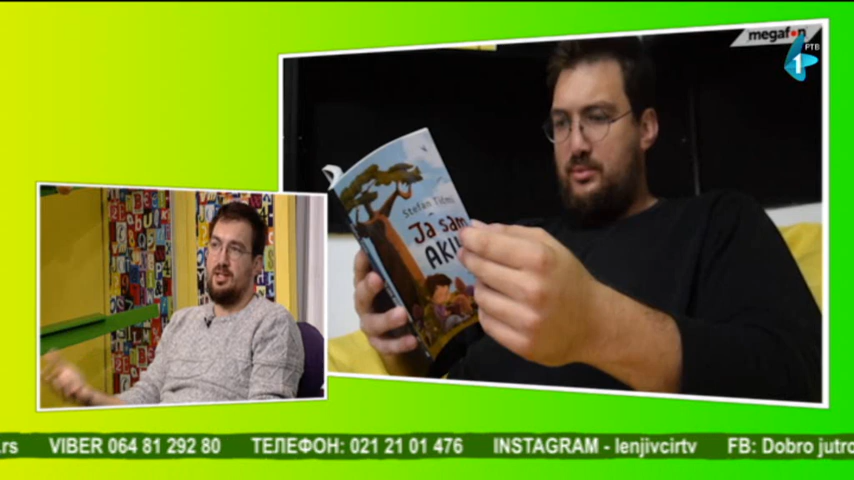 megafon
РТВ
1
Stefan Tićmi
Ja sam
AKI
.rs VIBER 064 81 292 80 ТЕЛЕФОН: 021 21 01 476 INSTAGRAM - lenjivcirtv FB: Dobro jutro